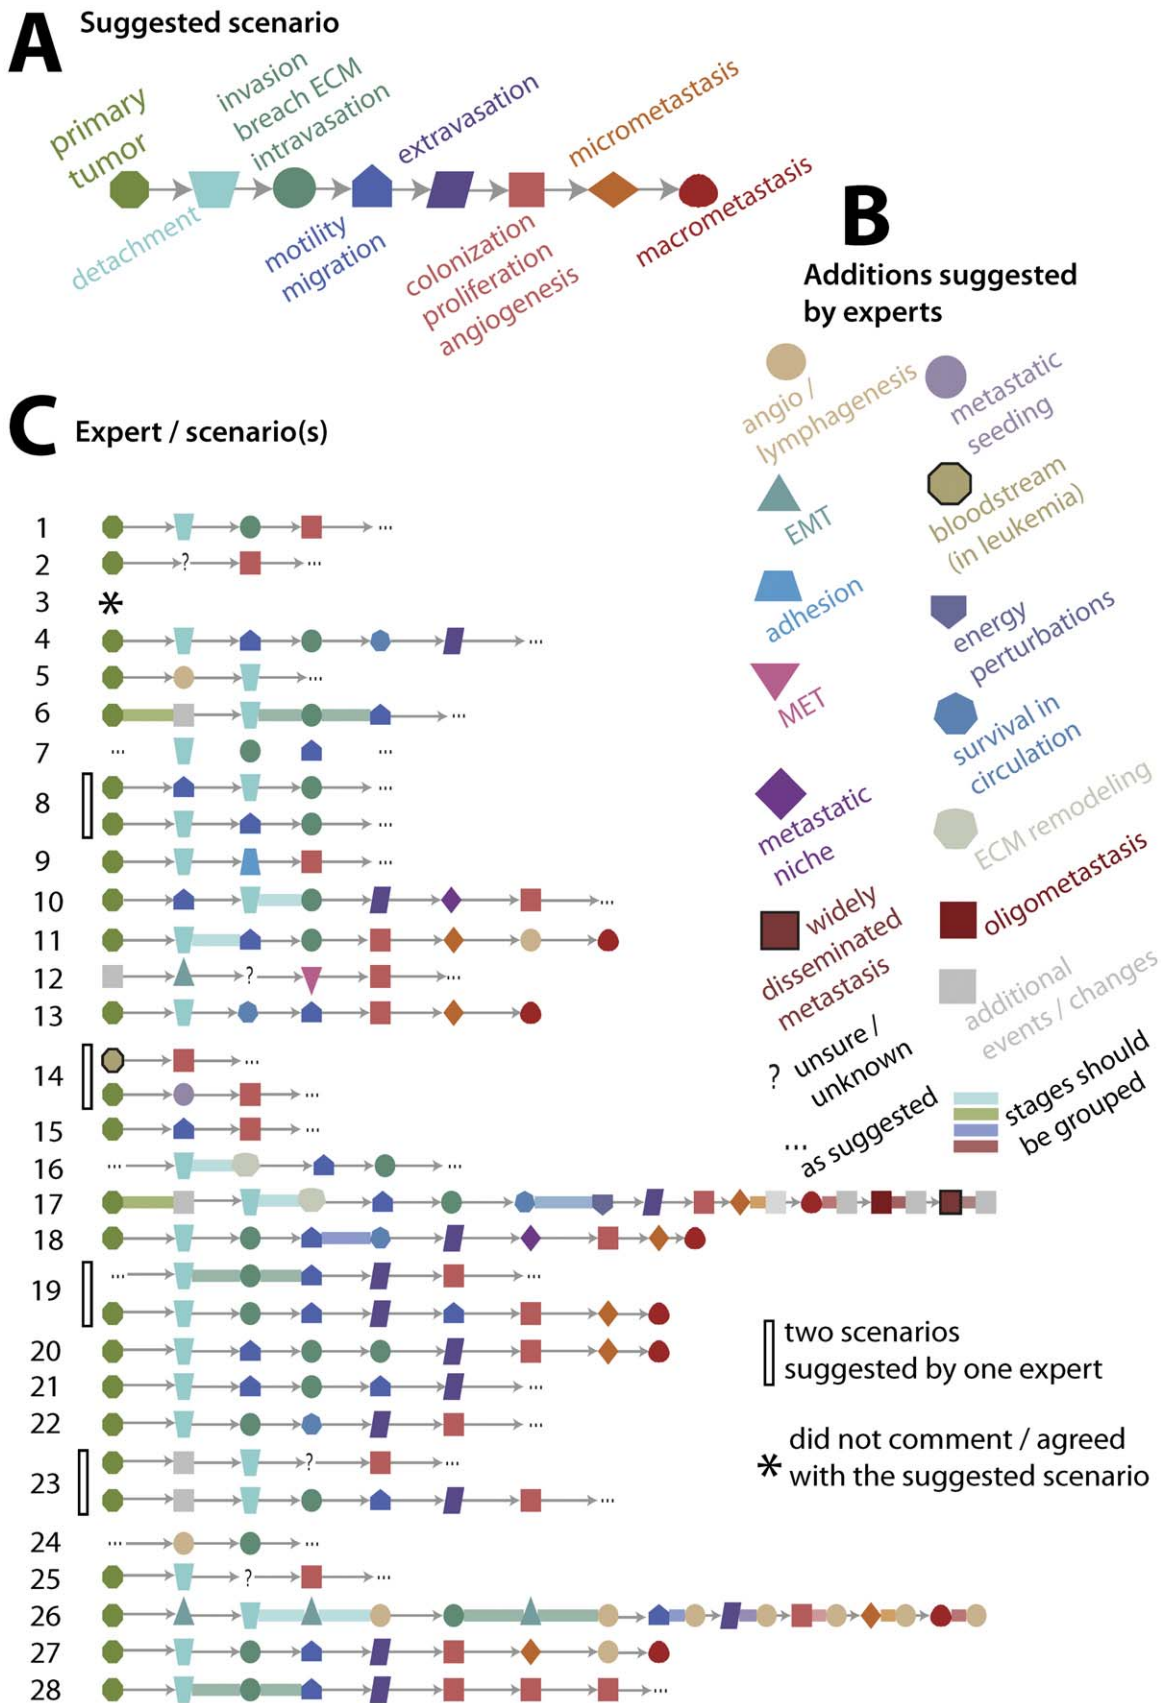 A Suggested scenario
primary
tumor
detachment
invasion
breach ECM
intravasation
motility
migration
extravasation
colonization
proliferation
angiogenesis
micrometastasis
macrometastasis
B
Additions suggested
by experts
angio /
lymphagenesis
metastatic
seeding
EMT
bloodstream
(in leukemia)
adhesion
energy
perturbations
MET
survival in
circulation
metastatic
niche
ECM remodeling
widely
disseminated
metastasis
oligometastasis
additional
events / changes
? unsure /
unknown
... as suggested
stages should
be grouped
C Expert / scenario(s)
1 ...
2 ? ...
3 *
4 ...
5 ...
6 ...
7 ... ...
8 ...
...
9 ...
10 ...
11
12 ? ...
13
14 ...
...
15 ...
16 ... ...
17
18
19 ... ...
20
21 ...
22 ...
23 ? ...
...
24 ... ...
25 ? ...
26
27
28 ...
two scenarios
suggested by one expert
did not comment / agreed
* with the suggested scenario